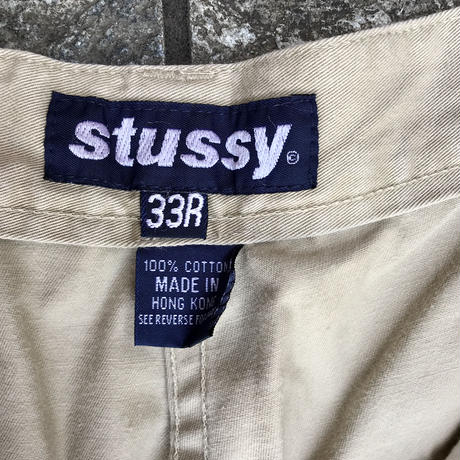 stussy ©
33R
100% COTTON
MADE IN
HONG KONG
SEE REVERSE